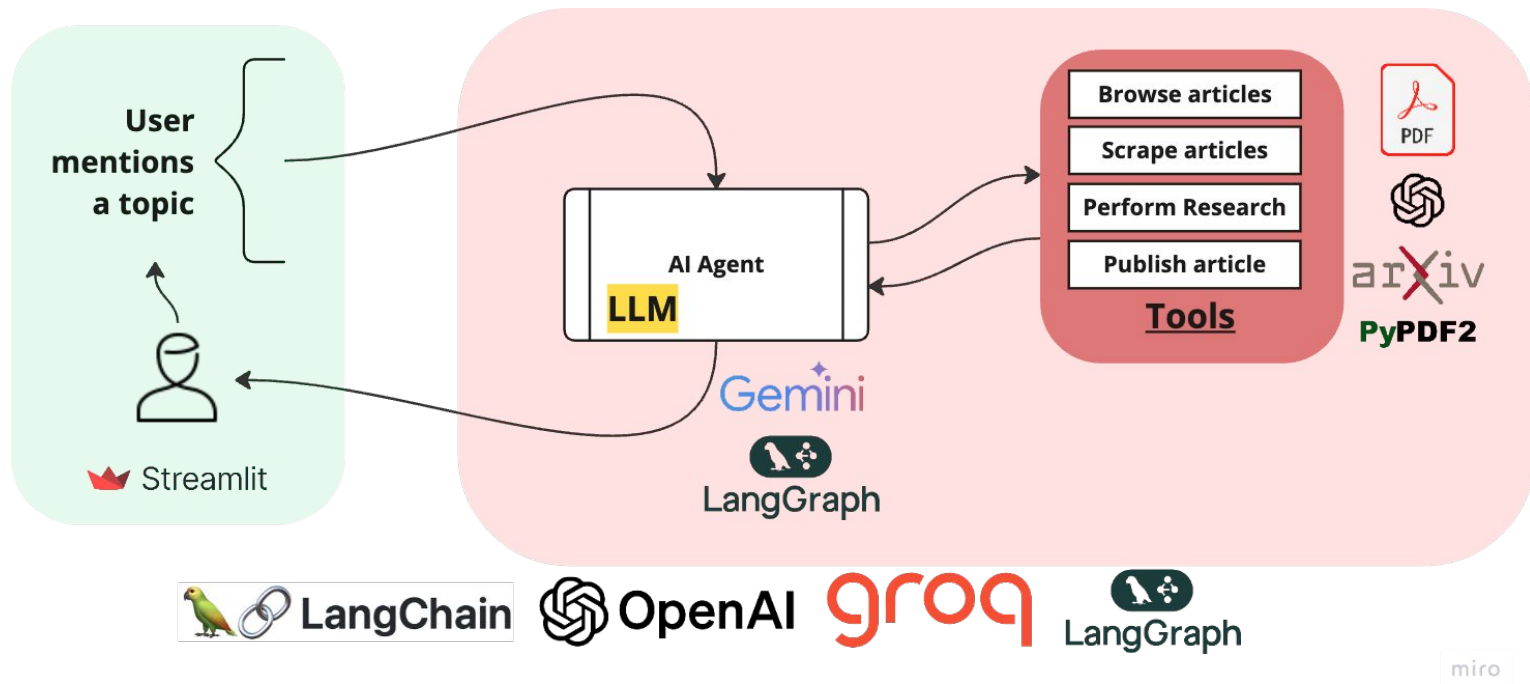 User
mentions
a topic
Streamlit
AI Agent
LLM
Gemini
LangGraph
Browse articles
Scrape articles
Perform Research
Publish article
Tools
PDF
arXiv
PyPDF2
LangChain
OpenAI
groq
LangGraph
miro